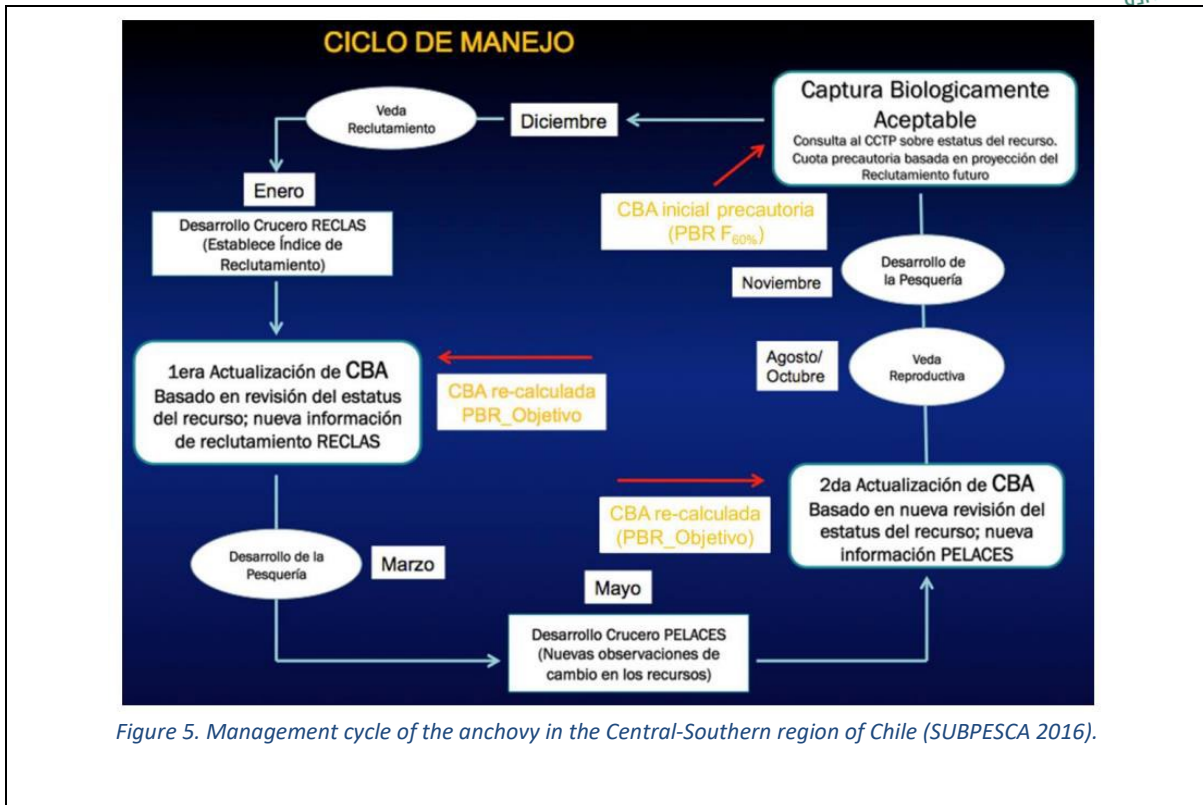 CICLO DE MANEJO
Captura Biologicamente
Aceptable
Consulta al CCTP sobre estatus del recurso.
Cuota precautoria basada en proyección del
Reclutamiento futuro
Diciembre
Veda
Reclutamiento
Enero
Desarrollo Crucero RECLAS
(Establece Índice de
Reclutamiento)
CBA inicial precautoria
(PBR F60%)
1era Actualización de CBA
Basado en revisión del estatus
del recurso; nueva información
de reclutamiento RECLAS
CBA re-calculada
PBR_Objetivo
Desarrollo de la
Pesquería
Marzo
Mayo
Desarrollo Crucero PELACES
(Nuevas observaciones de
cambio en los recursos)
CBA re-calculada
(PBR_Objetivo)
2da Actualización de CBA
Basado en nueva revisión del
estatus del recurso; nueva
información PELACES
Agosto/
Octubre
Veda
Reproductiva
Noviembre
Desarrollo de
la Pesquería
Figure 5. Management cycle of the anchovy in the Central-Southern region of Chile (SUBPESCA 2016).